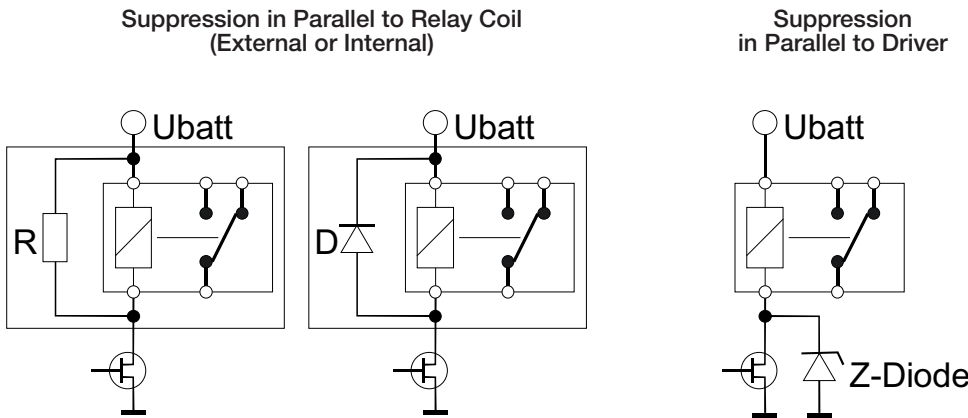 Suppression in Parallel to Relay Coil
(External or Internal)
Suppression
in Parallel to Driver
Ubatt
Ubatt
Ubatt
R
D
Z-Diode